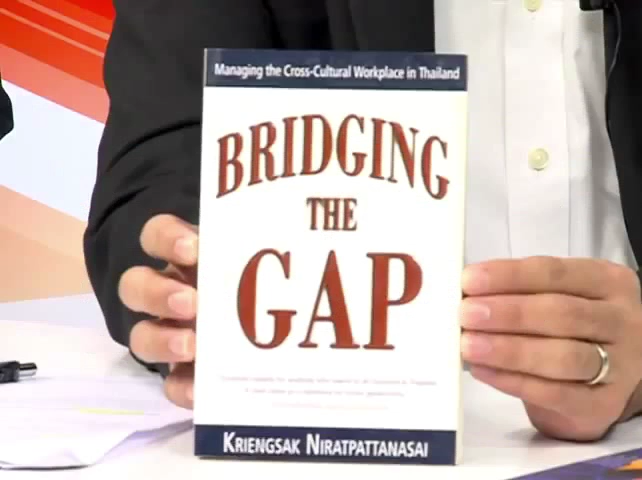 Managing the Cross-Cultural Workplace in Thailand
BRIDGING
THE
GAP
KRIENGSAK NIRATPATTANASAI